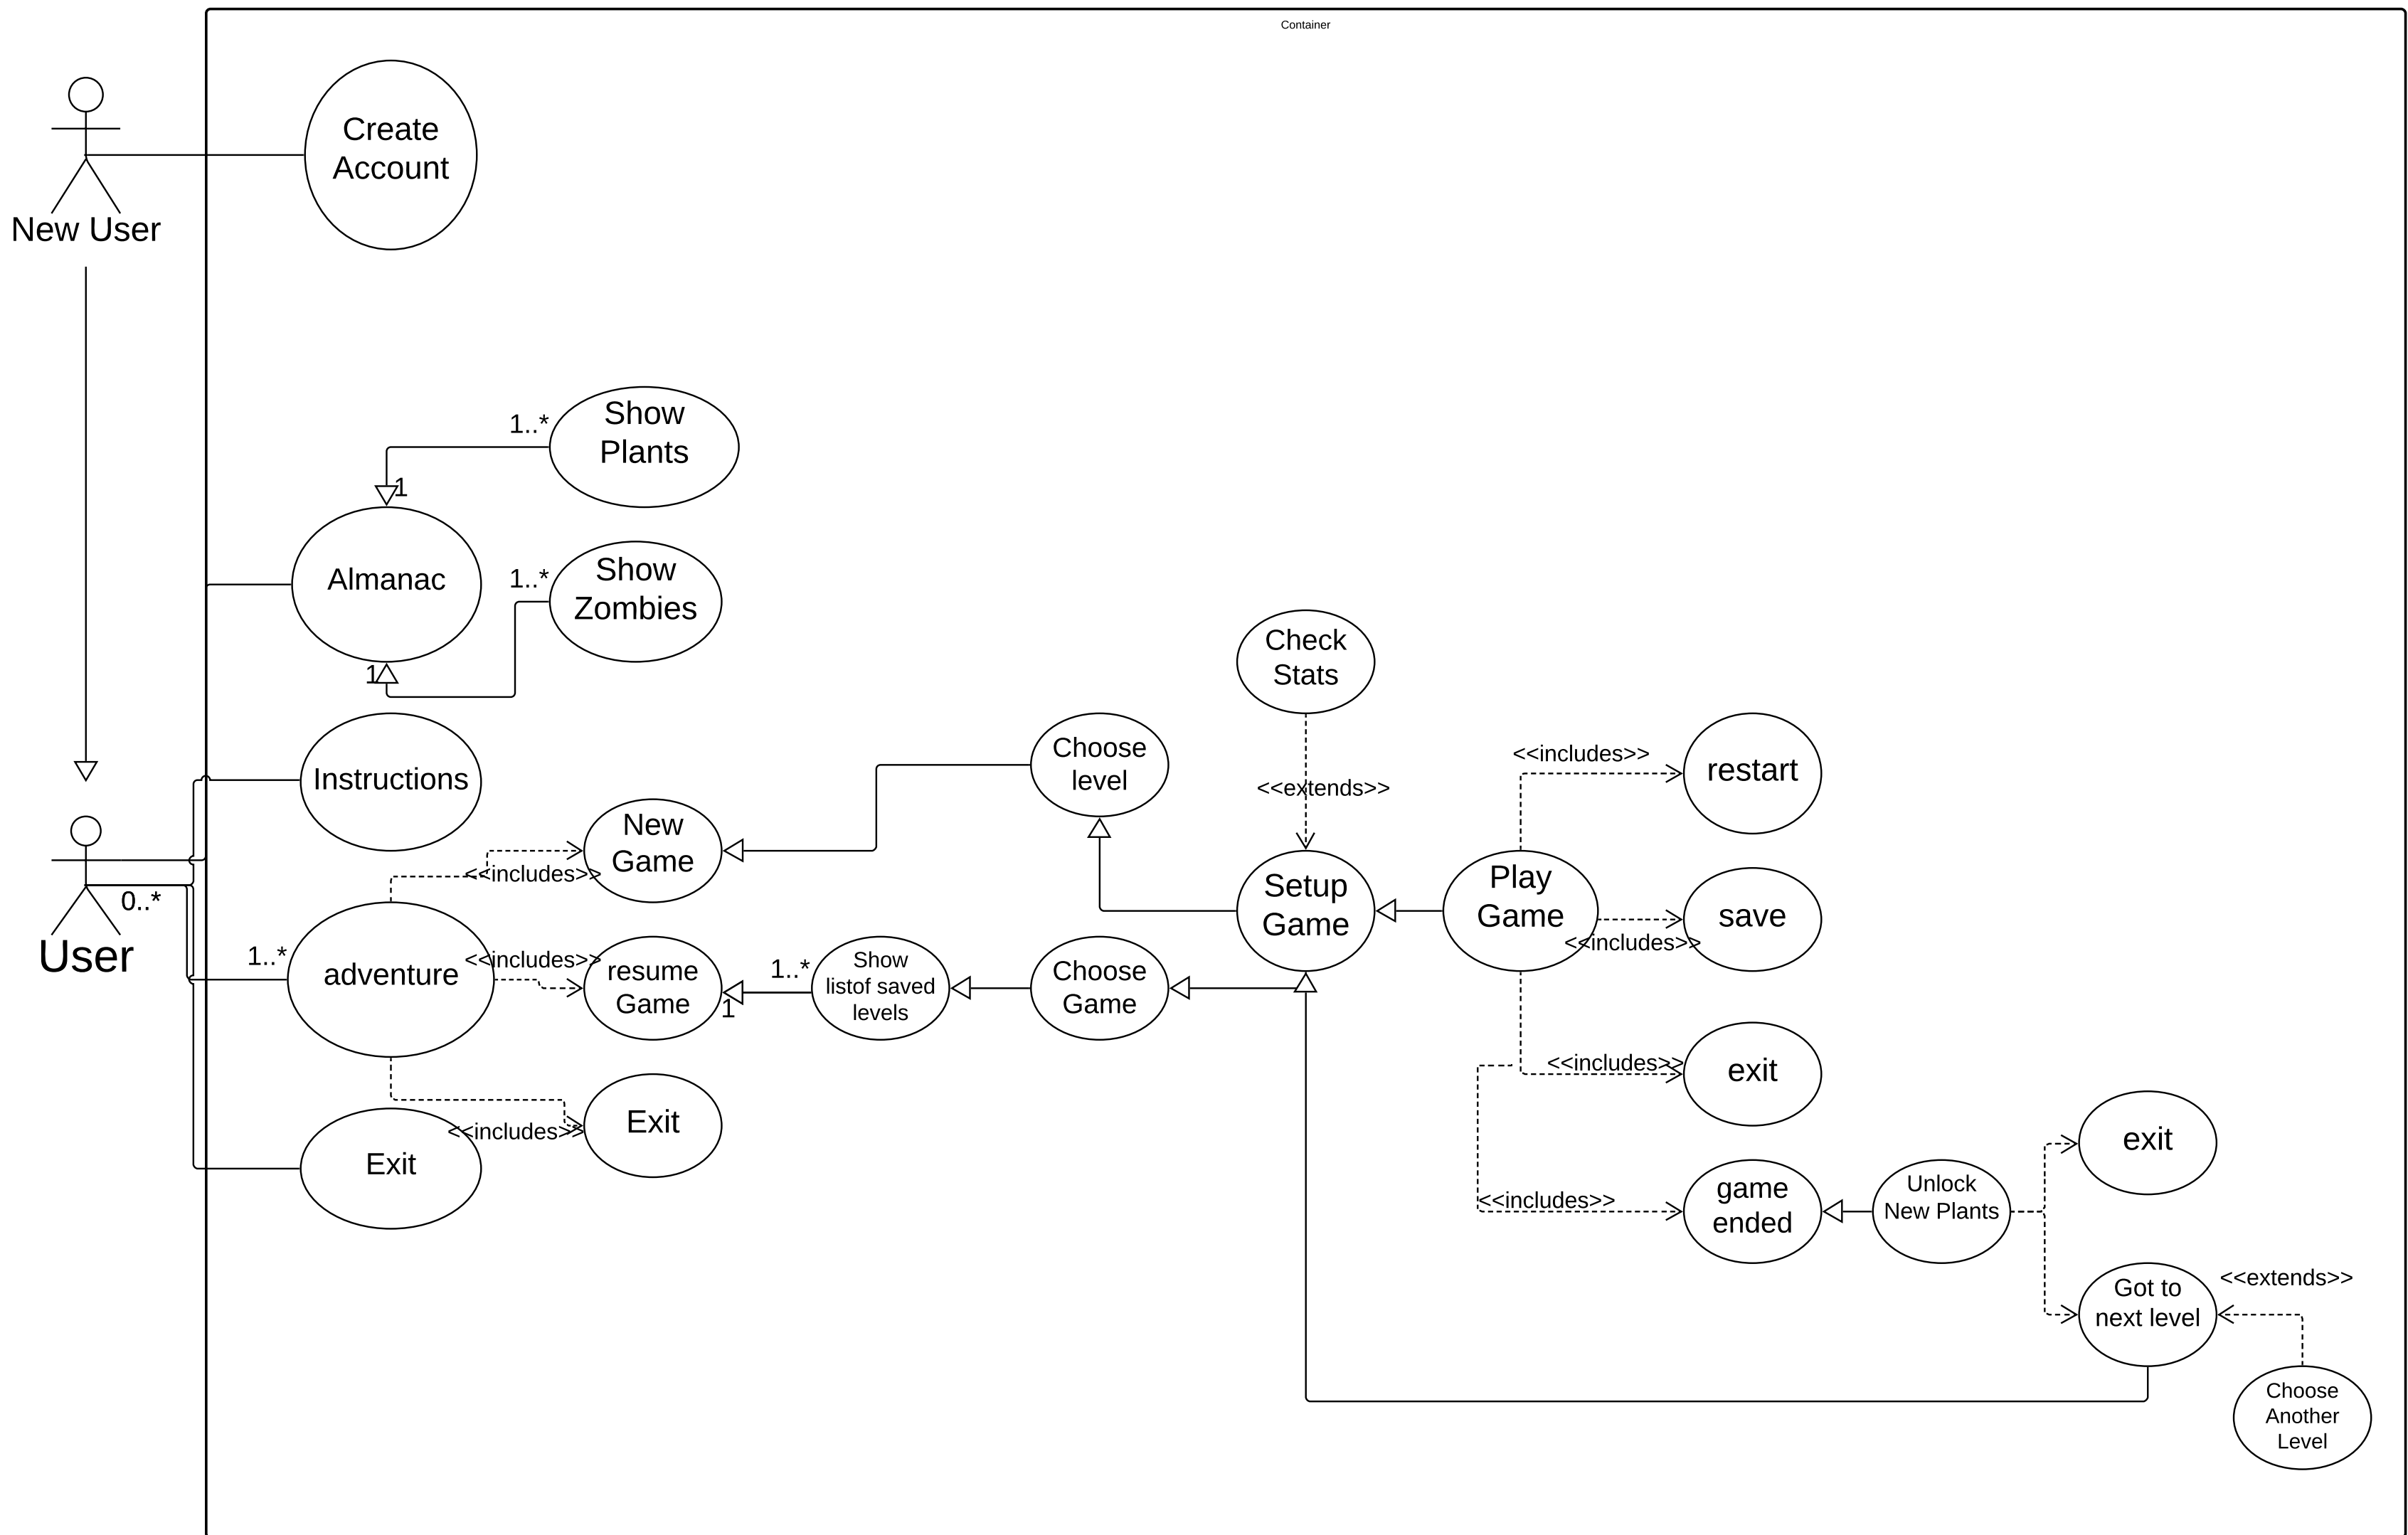 Container
Create
Account
New User
Show
Plants
1..*
1
Almanac
Show
Zombies
1..*
1
Instructions
Check
Stats
<<extends>>
Choose
level
<<includes>>
restart
New
Game
<<includes>>
Setup
Game
Play
Game
save
<<includes>>
0..*
User
1..*
adventure
<<includes>>
resume
Game
1..*
1
Show
listof saved
levels
Choose
Game
<<includes>>
exit
Exit
<<includes>>
Exit
<<includes>>
game
ended
Unlock
New Plants
exit
Got to
next level
<<extends>>
Choose
Another
Level